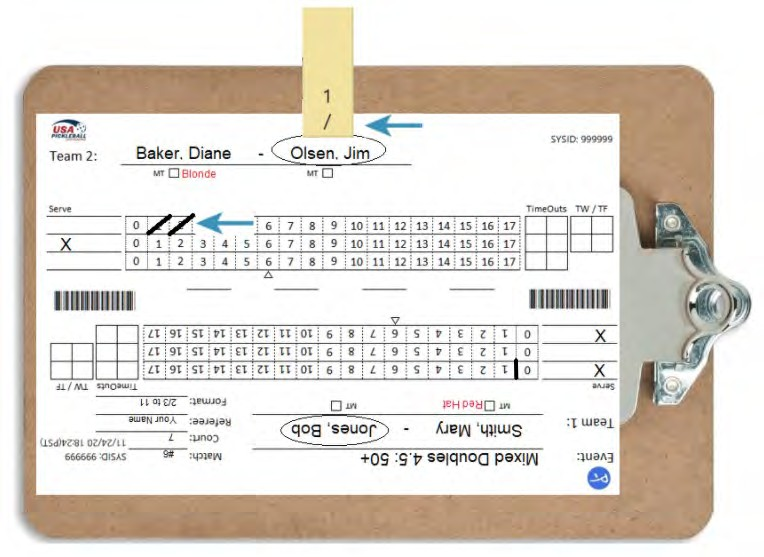 1
/
USA
PICKLEBALL
SYSID: 999999
Team 2: Baker, Diane - Olsen, Jim
MT Blonde MT
Serve TimeOuts TW / TF
0 6 7 8 9 10 11 12 13 14 15 16 17
X 0 1 2 3 4 5 6 7 8 9 10 11 12 13 14 15 16 17
0 1 2 3 4 5 6 7 8 9 10 11 12 13 14 15 16 17
Event: Mixed Doubles 4.5: 50+ Match: #6 SYSID: 999999
Court: 7 11/24/20 18:24(PST)
Team 1: Smith, Mary - Jones, Bob Referee: Your Name
MT Red Hat MT Format: 2/3 to 11
Serve TimeOuts TW / TF
X 0 1 2 3 4 5 6 7 8 9 10 11 12 13 14 15 16 17
0 1 2 3 4 5 6 7 8 9 10 11 12 13 14 15 16 17
X 0 1 2 3 4 5 6 7 8 9 10 11 12 13 14 15 16 17